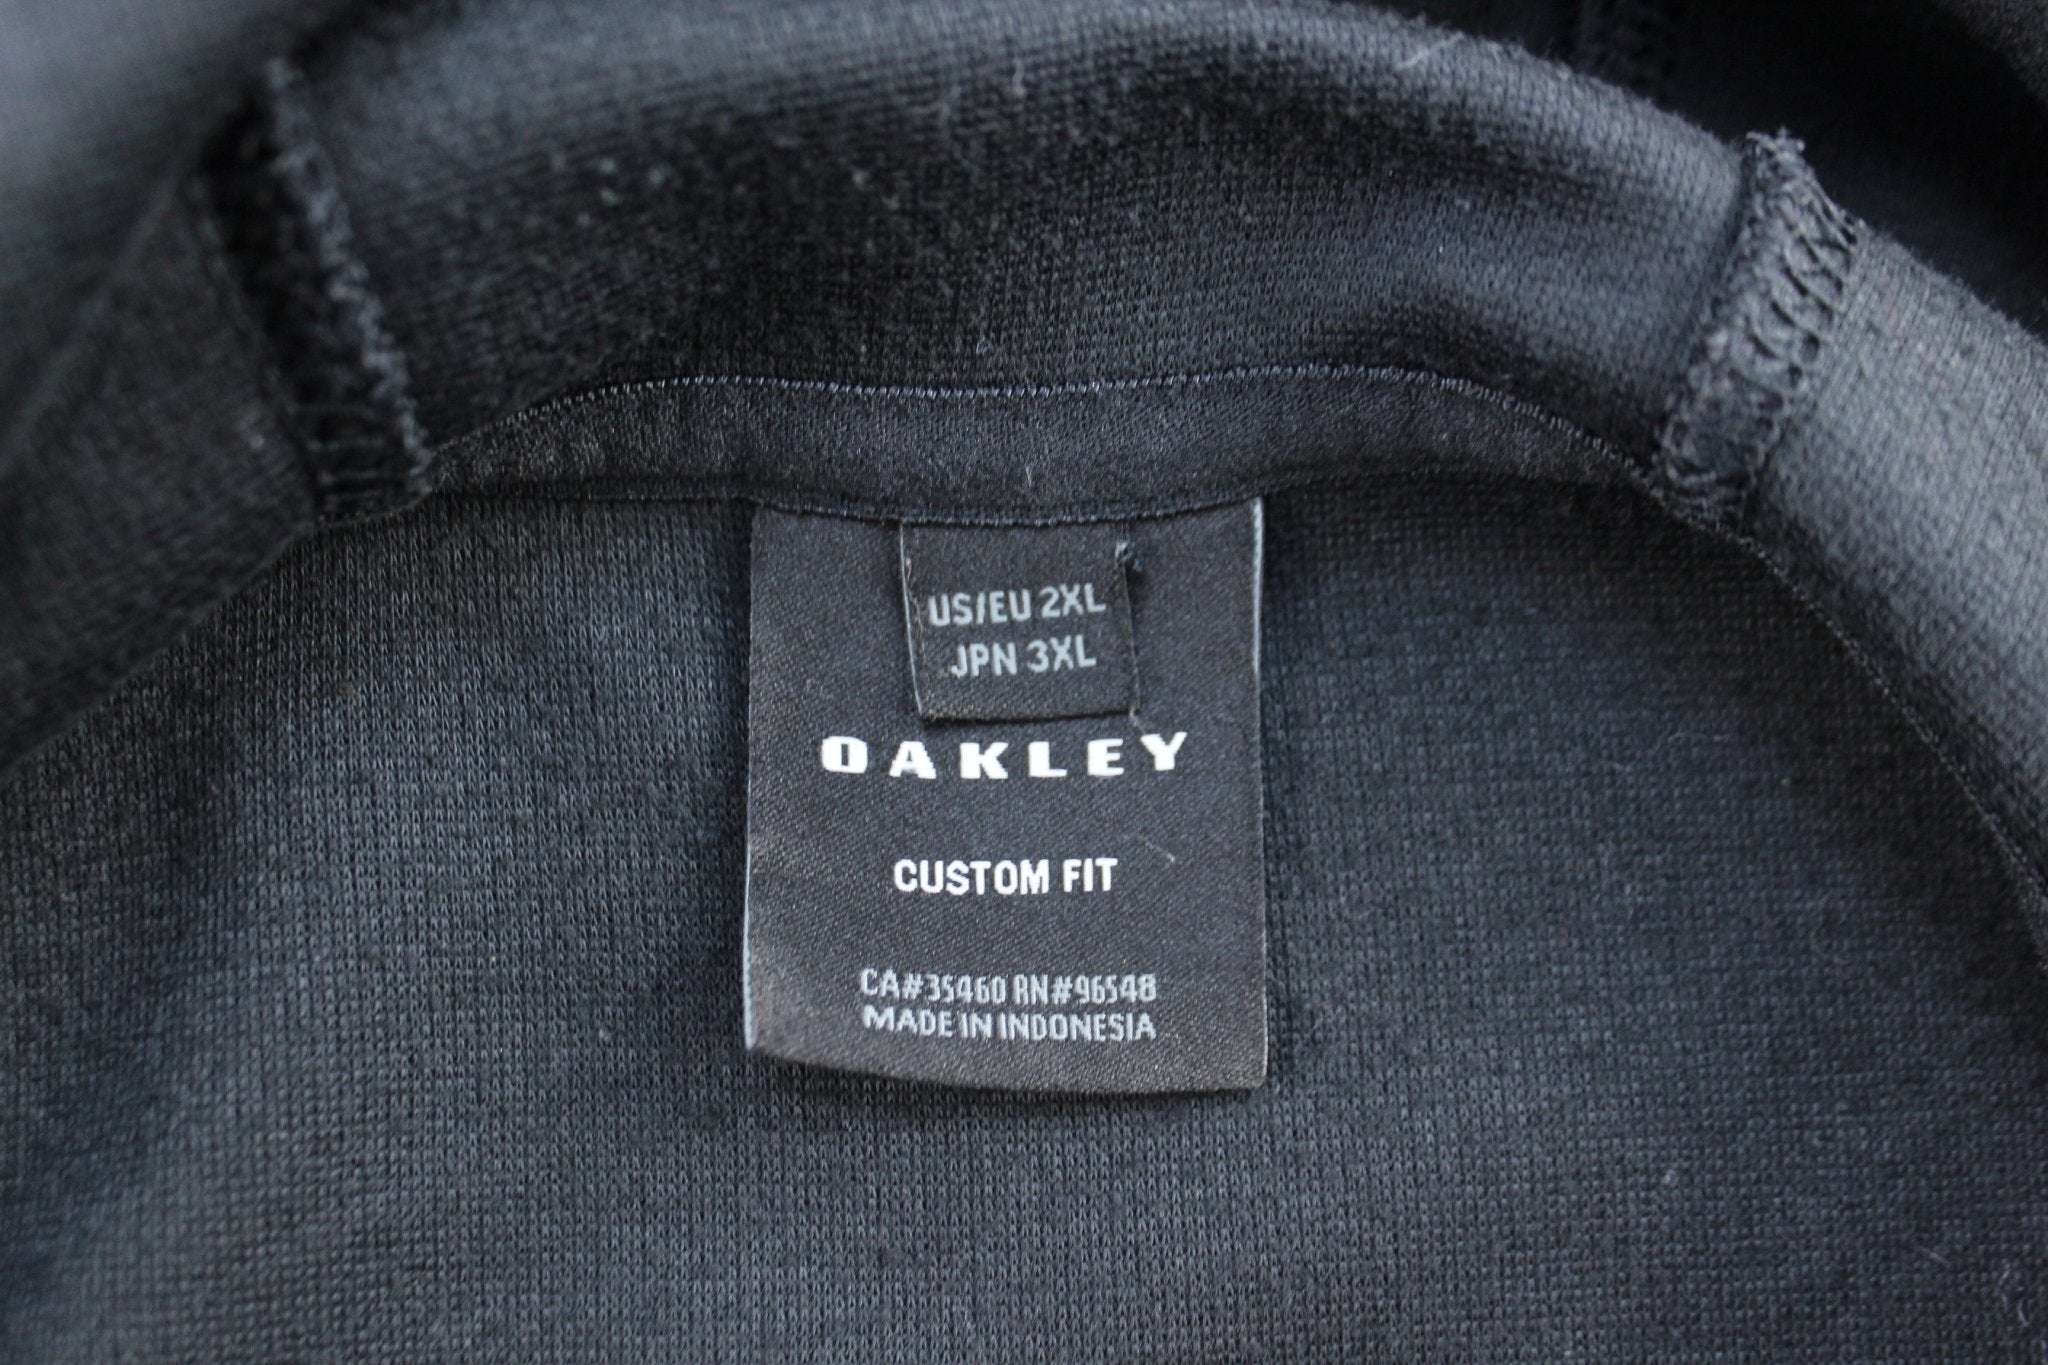 US/EU 2XL
JPN 3XL
OAKLEY
CUSTOM FIT
CA#35460 RN#96548
MADE IN INDONESIA